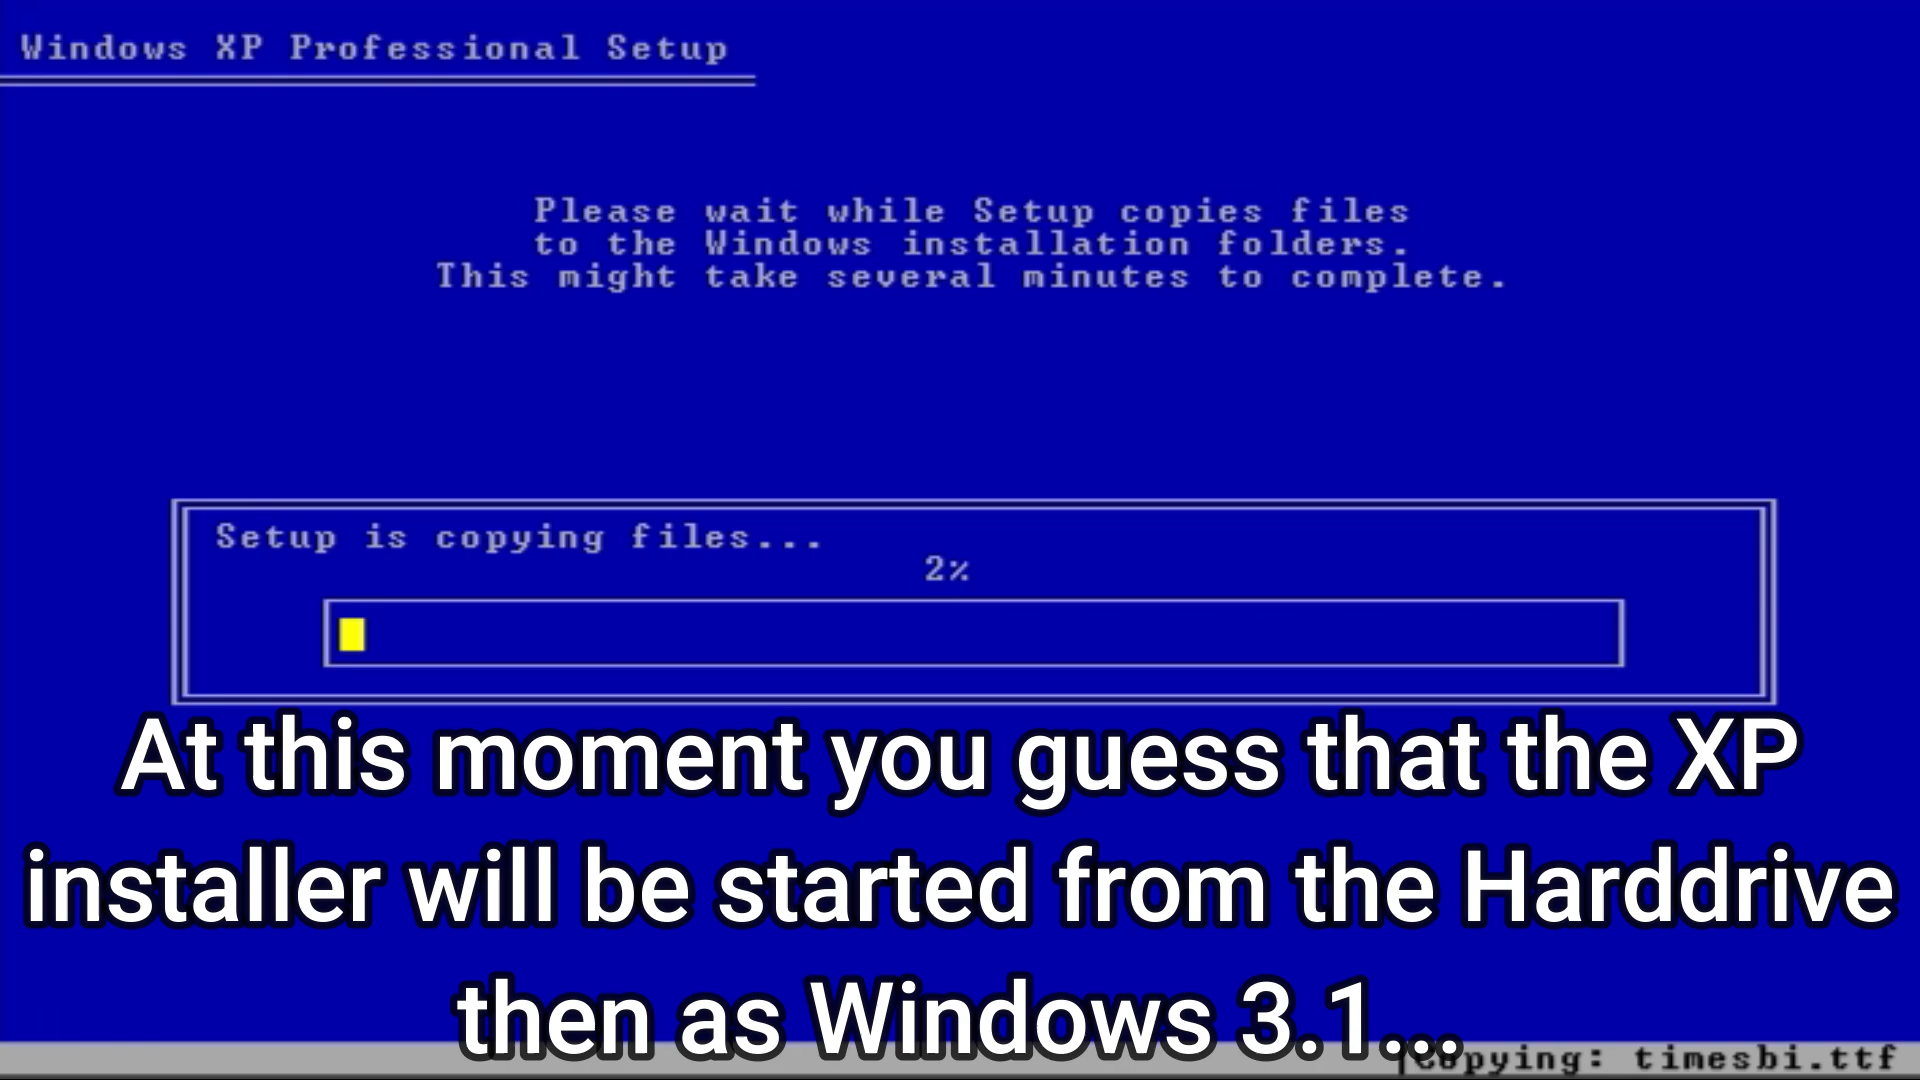 Windows XP Professional Setup
Please wait while Setup copies files
to the Windows installation folders.
This might take several minutes to complete.
Setup is copying files...
2%
At this moment you guess that the XP
installer will be started from the Harddrive
then as Windows 3.1...
Copying: timesbi.ttf